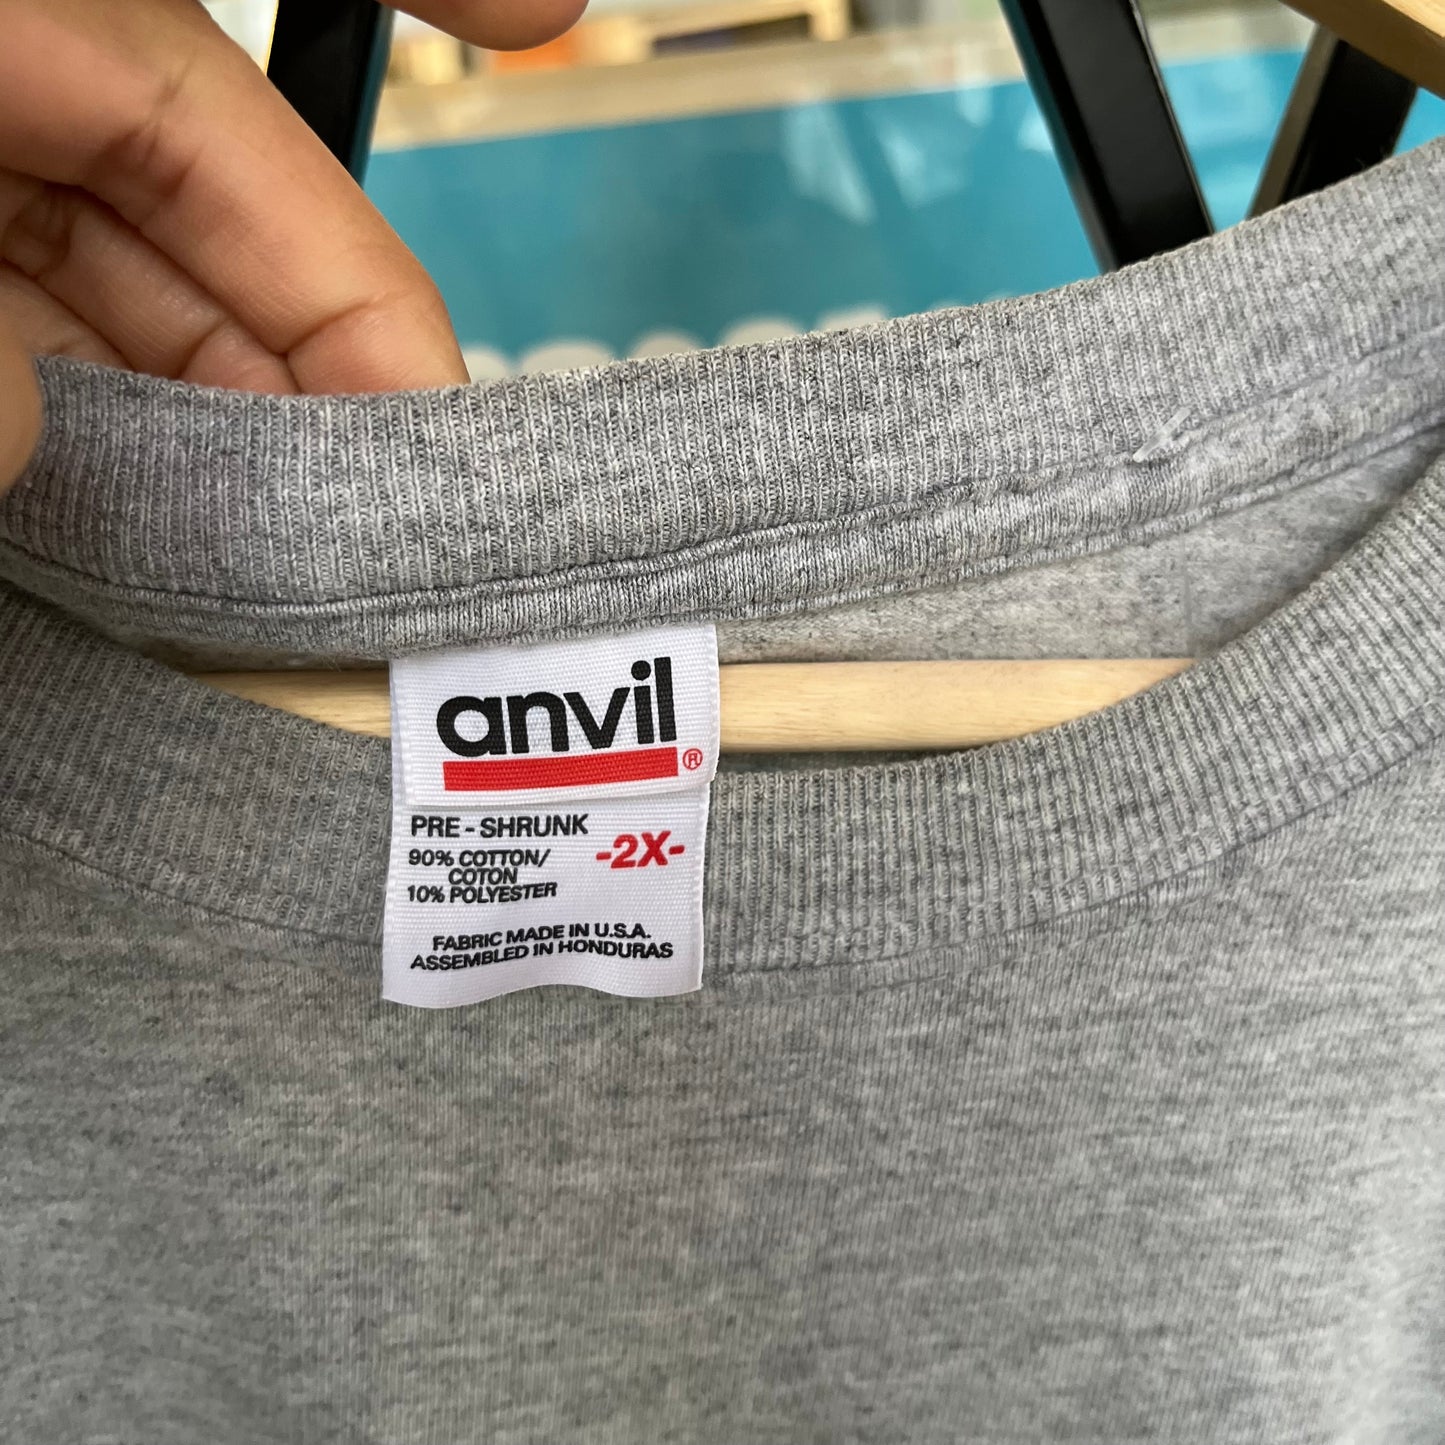 anvil®
PRE-SHRUNK
-2X-
90% COTTON/
COTON
10% POLYESTER
FABRIC MADE IN U.S.A.
ASSEMBLED IN HONDURAS